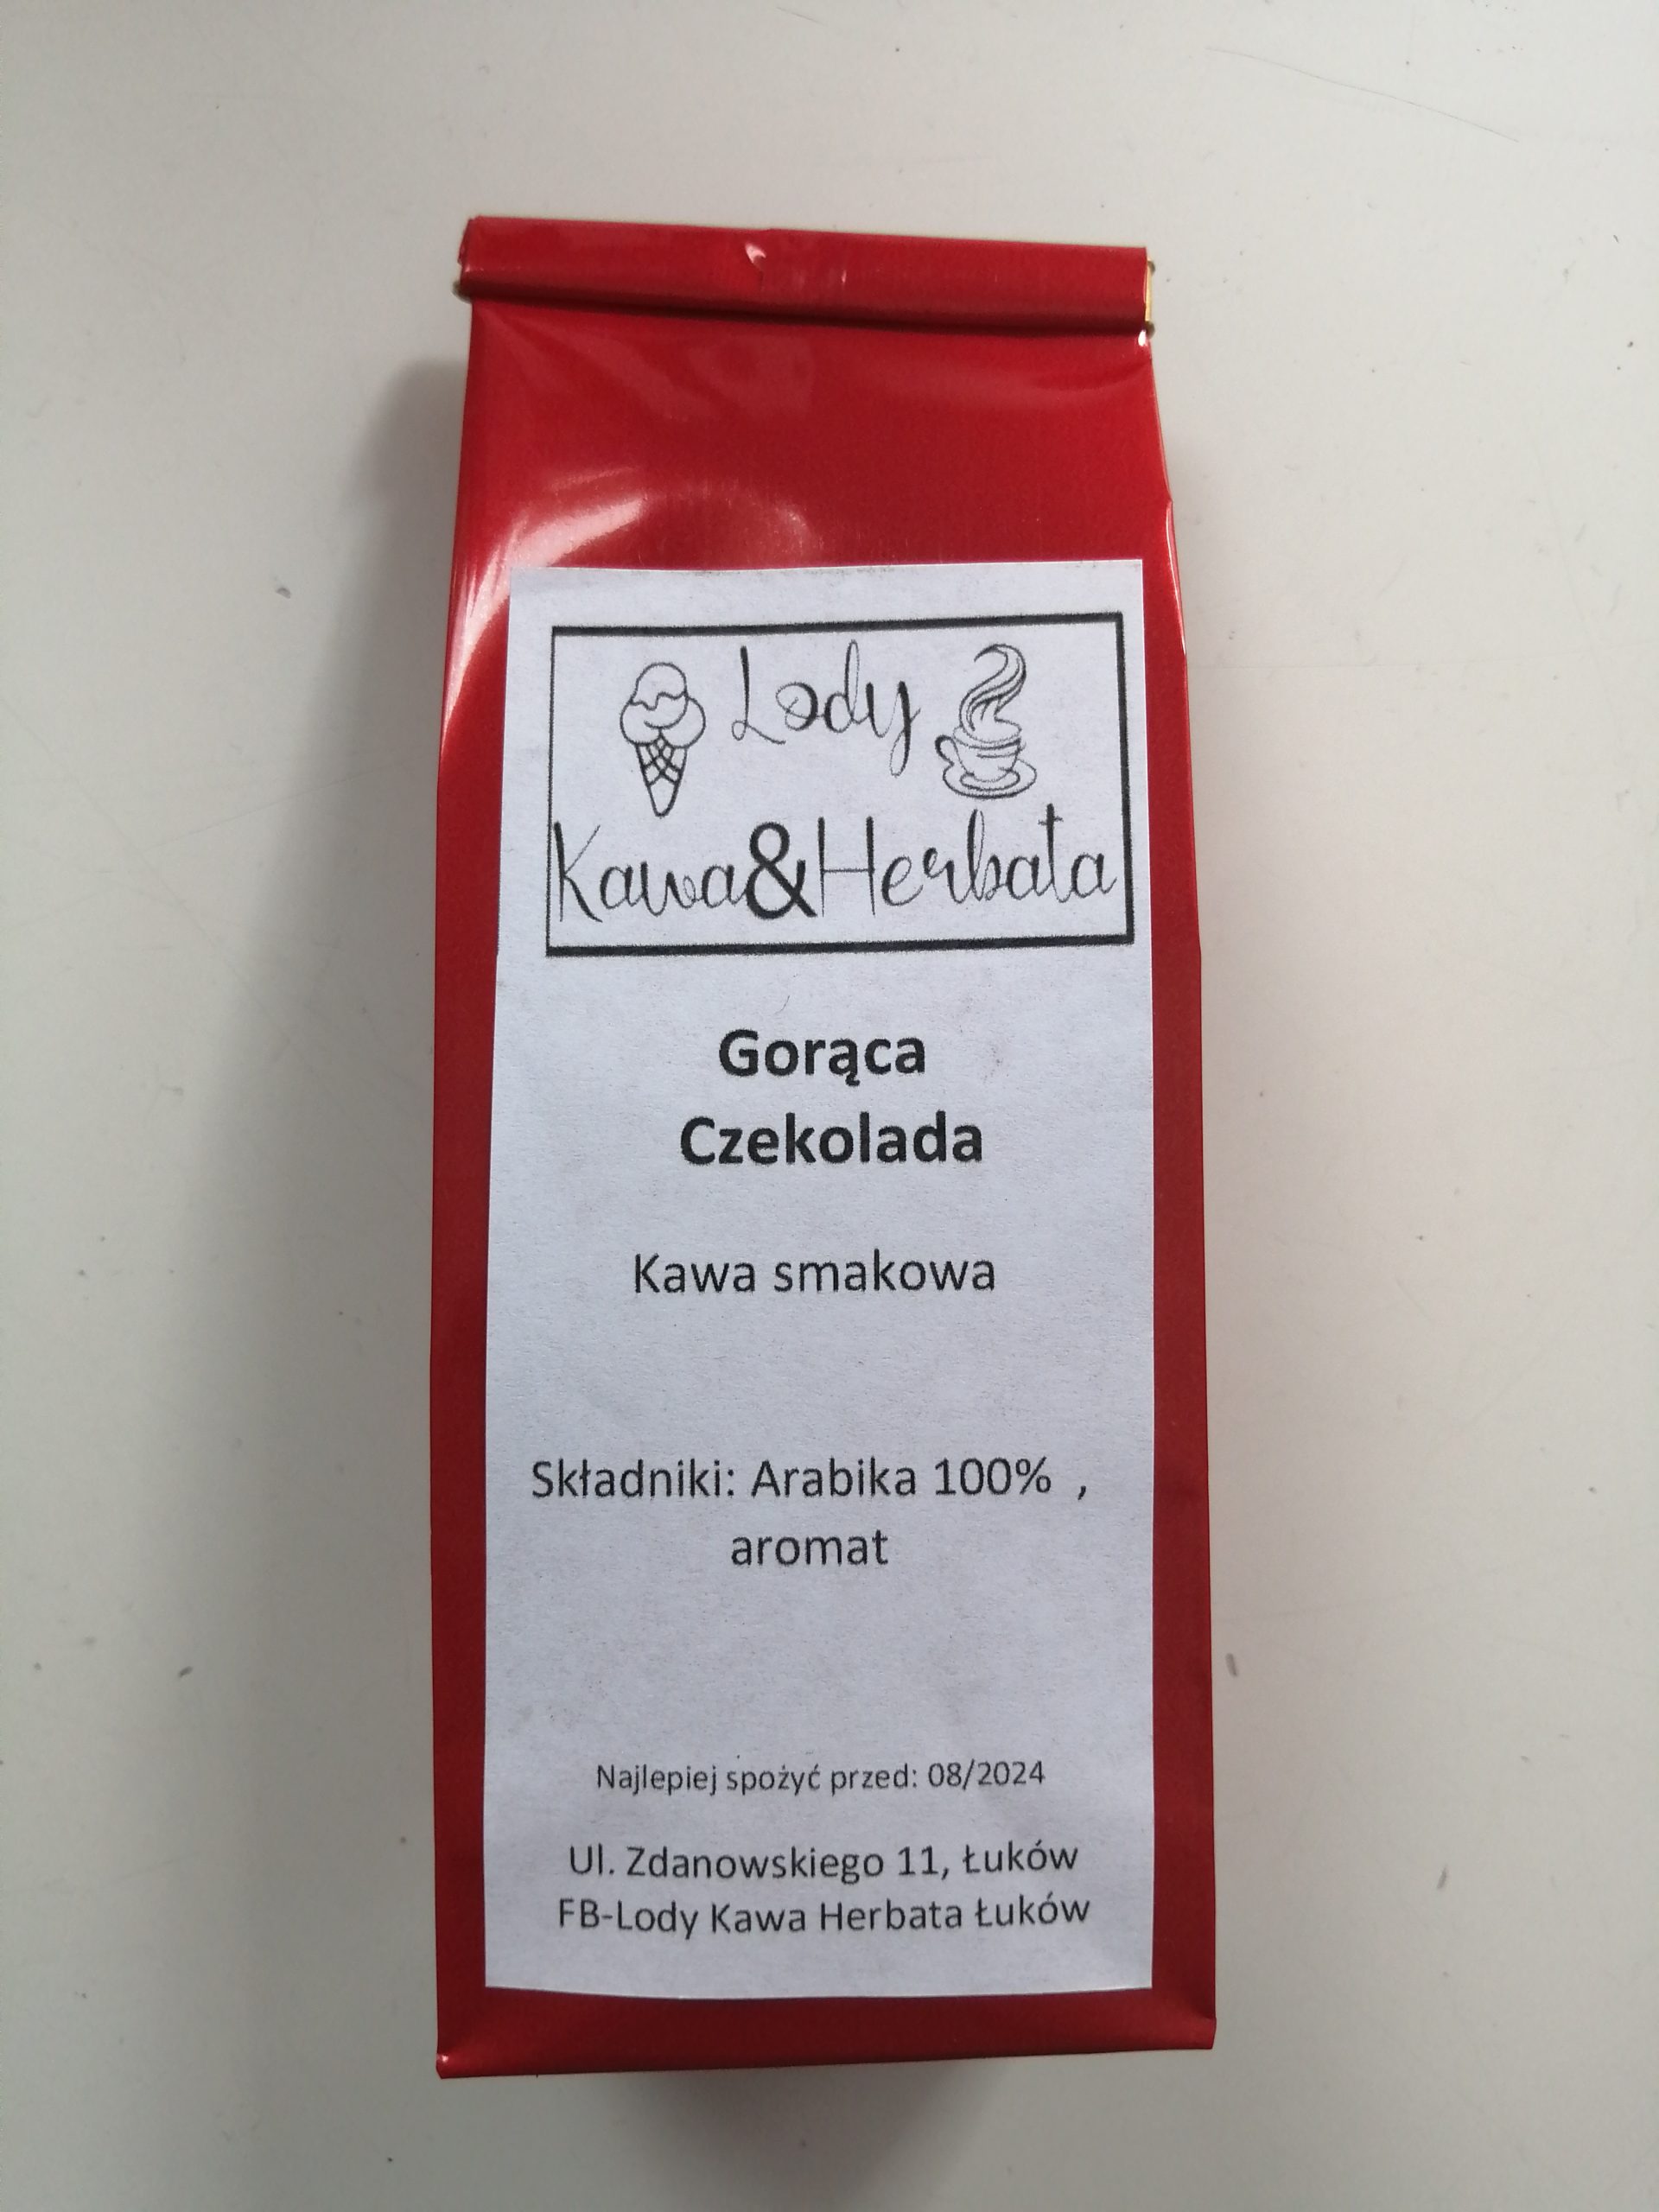 Lody
Kawa&Herbata
Gorąca
Czekolada
Kawa smakowa
Składniki: Arabika 100% ,
aromat
Najlepiej spożyć przed: 08/2024
Ul. Zdanowskiego 11, Łuków
FB-Lody Kawa Herbata Łuków